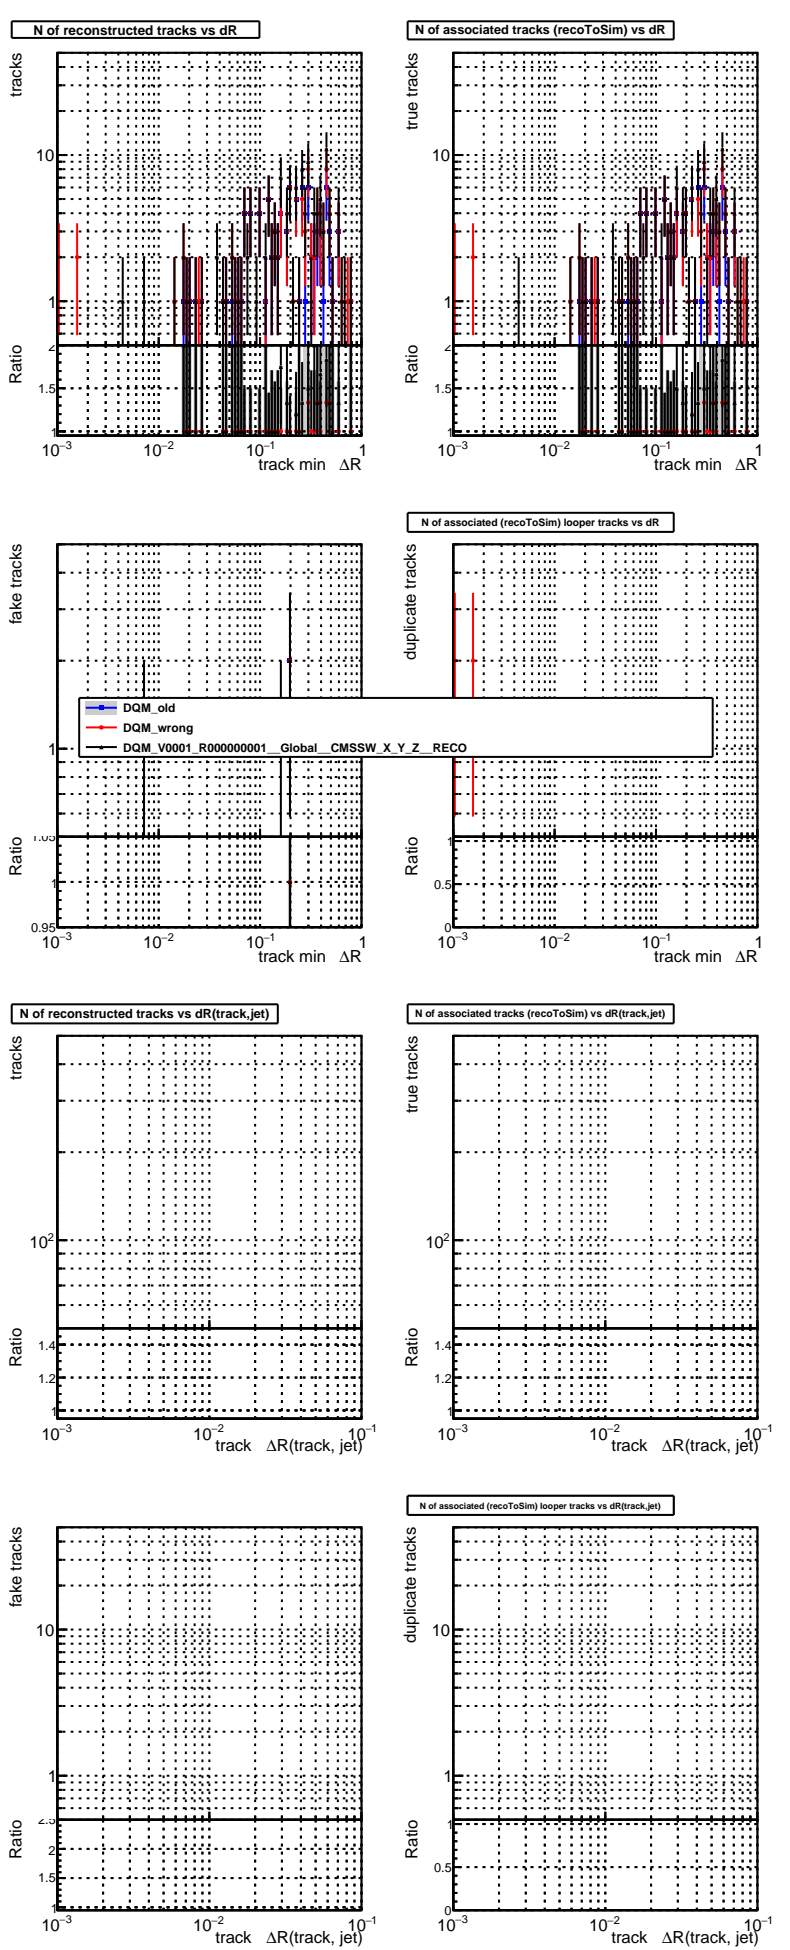 N of reconstructed tracks vs dR
N of associated tracks (recoToSim) vs dR
tracks
10
1
Ratio
2
1.5
1
10−3
10−2
10−1
1
track min ΔR
true tracks
10
1
Ratio
2
1.5
1
10−3
10−2
10−1
1
track min ΔR
N of associated (recoToSim) looper tracks vs dR
fake tracks
1
Ratio
1.05
1
0.95
10−3
10−2
10−1
1
track min ΔR
duplicate tracks
1
Ratio
1
0.5
0
10−3
10−2
10−1
1
track min ΔR
DQM_old
DQM_wrong
DQM_V0001_R000000001__Global__CMSSW_X_Y_Z__RECO
N of reconstructed tracks vs dR(track,jet)
N of associated tracks (recoToSim) vs dR(track,jet)
tracks
102
Ratio
1.4
1.2
1
10−3
10−2
10−1
track ΔR(track, jet)
true tracks
102
Ratio
1.4
1.2
1
10−3
10−2
10−1
track ΔR(track, jet)
N of associated (recoToSim) looper tracks vs dR(track,jet)
fake tracks
10
1
Ratio
2.5
2
1.5
1
10−3
10−2
10−1
track ΔR(track, jet)
duplicate tracks
10
1
Ratio
1
0.5
0
10−3
10−2
10−1
track ΔR(track, jet)